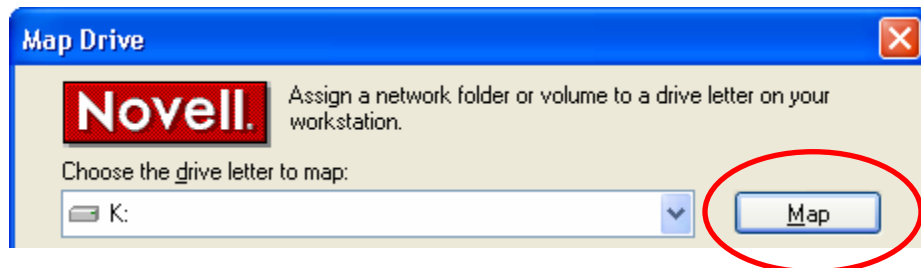 Map Drive
Novell.
Assign a network folder or volume to a drive letter on your
workstation.
Choose the drive letter to map:
K:
Map